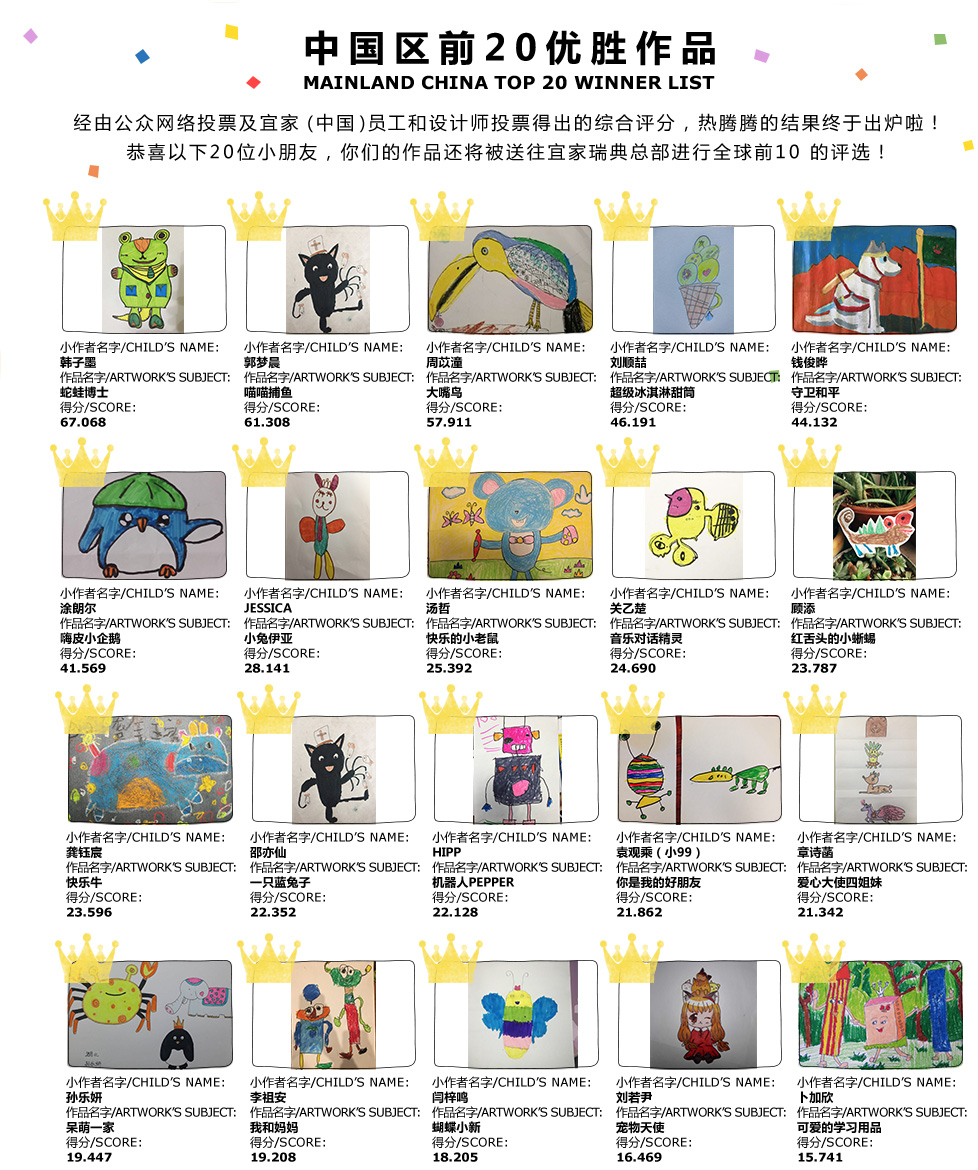 中国区前20优胜作品
MAINLAND CHINA TOP 20 WINNER LIST
经由公众网络投票及宜家 (中国)员工和设计师投票得出的综合评分，热腾腾的结果终于出炉啦！
恭喜以下20位小朋友，你们的作品还将被送往宜家瑞典总部进行全球前10 的评选！
小作者名字/CHILD'S NAME:
韩子墨
作品名字/ARTWORK'S SUBJECT:
蛇蛙博士
得分/SCORE:
67.068
小作者名字/CHILD'S NAME:
郭梦晨
作品名字/ARTWORK'S SUBJECT:
喵喵捕鱼
得分/SCORE:
61.308
小作者名字/CHILD'S NAME:
周苡潼
作品名字/ARTWORK'S SUBJECT:
大嘴鸟
得分/SCORE:
57.911
小作者名字/CHILD'S NAME:
刘顺喆
作品名字/ARTWORK'S SUBJECT:
超级冰淇淋甜筒
得分/SCORE:
46.191
小作者名字/CHILD'S NAME:
钱俊晔
作品名字/ARTWORK'S SUBJECT:
守卫和平
得分/SCORE:
44.132
小作者名字/CHILD'S NAME:
涂朗尔
作品名字/ARTWORK'S SUBJECT:
嗨皮小企鹅
得分/SCORE:
41.569
小作者名字/CHILD'S NAME:
JESSICA
作品名字/ARTWORK'S SUBJECT:
小兔伊亚
得分/SCORE:
28.141
小作者名字/CHILD'S NAME:
汤哲
作品名字/ARTWORK'S SUBJECT:
快乐的小老鼠
得分/SCORE:
25.392
小作者名字/CHILD'S NAME:
关乙楚
作品名字/ARTWORK'S SUBJECT:
音乐对话精灵
得分/SCORE:
24.690
小作者名字/CHILD'S NAME:
顾添
作品名字/ARTWORK'S SUBJECT:
红舌头的小蜥蜴
得分/SCORE:
23.787
小作者名字/CHILD'S NAME:
龚钰宸
作品名字/ARTWORK'S SUBJECT:
快乐牛
得分/SCORE:
23.596
小作者名字/CHILD'S NAME:
邵亦仙
作品名字/ARTWORK'S SUBJECT:
一只蓝兔子
得分/SCORE:
22.352
小作者名字/CHILD'S NAME:
HIPP
作品名字/ARTWORK'S SUBJECT:
机器人PEPPER
得分/SCORE:
22.128
小作者名字/CHILD'S NAME:
袁观乘（小99）
作品名字/ARTWORK'S SUBJECT:
你是我的好朋友
得分/SCORE:
21.862
小作者名字/CHILD'S NAME:
章诗菡
作品名字/ARTWORK'S SUBJECT:
爱心大使四姐妹
得分/SCORE:
21.342
小作者名字/CHILD'S NAME:
孙乐妍
作品名字/ARTWORK'S SUBJECT:
呆萌一家
得分/SCORE:
19.447
小作者名字/CHILD'S NAME:
李祖安
作品名字/ARTWORK'S SUBJECT:
我和妈妈
得分/SCORE:
19.208
小作者名字/CHILD'S NAME:
闫梓鸣
作品名字/ARTWORK'S SUBJECT:
蝴蝶小新
得分/SCORE:
18.205
小作者名字/CHILD'S NAME:
刘若尹
作品名字/ARTWORK'S SUBJECT:
宠物天使
得分/SCORE:
16.469
小作者名字/CHILD'S NAME:
卜加欣
作品名字/ARTWORK'S SUBJECT:
可爱的学习用品
得分/SCORE:
15.741